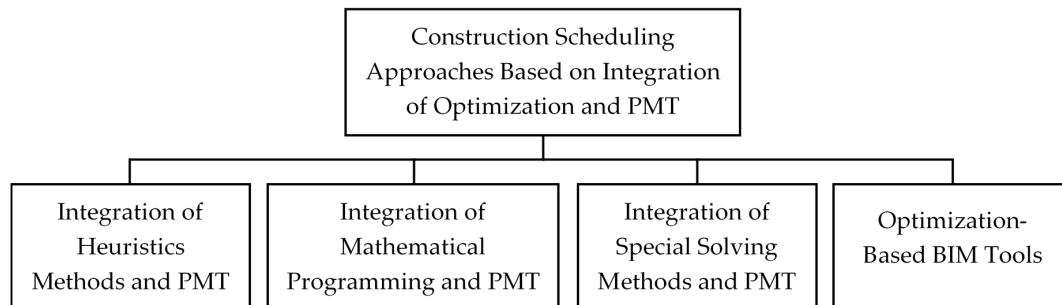 Construction Scheduling
Approaches Based on Integration
of Optimization and PMT
Integration of
Heuristics
Methods and PMT
Integration of
Mathematical
Programming and PMT
Integration of
Special Solving
Methods and PMT
Optimization-
Based BIM Tools